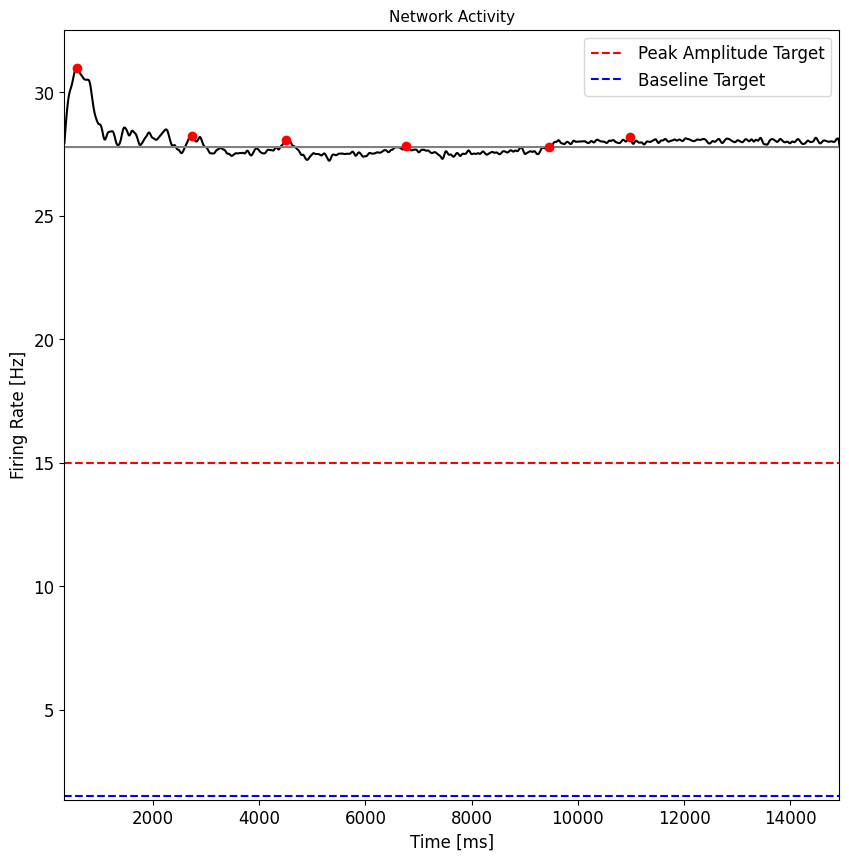 Network Activity
Peak Amplitude Target
Baseline Target
Firing Rate [Hz]
30
25
20
15
10
5
2000 4000 6000 8000 10000 12000 14000
Time [ms]